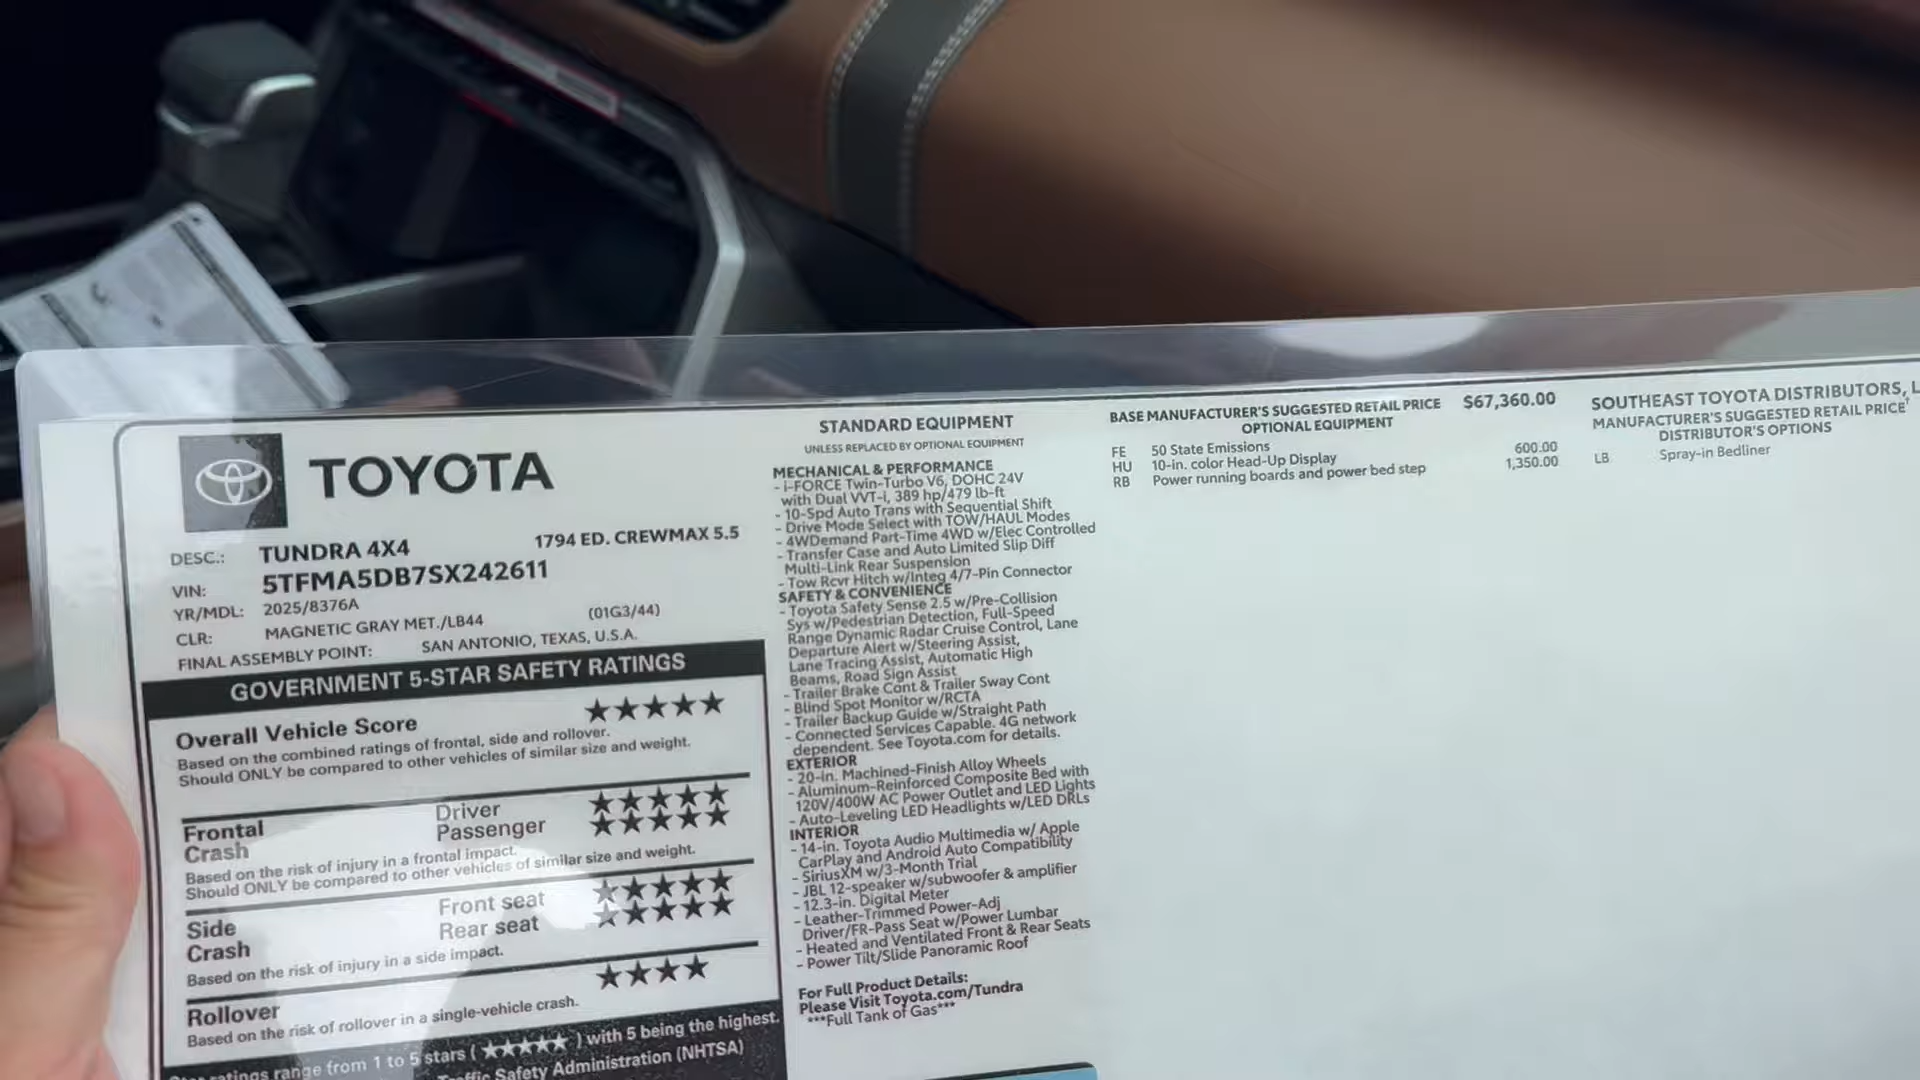 TOYOTA
DESC.: TUNDRA 4X4 1794 ED. CREWMAX 5.5
VIN: 5TFMA5DB7SX242611
YR/MDL: 2025/8376A
CLR: MAGNETIC GRAY MET./LB44 (01G3/44)
FINAL ASSEMBLY POINT: SAN ANTONIO, TEXAS, U.S.A.
GOVERNMENT 5-STAR SAFETY RATINGS
Overall Vehicle Score ★★★★★
Based on the combined ratings of frontal, side and rollover.
Should ONLY be compared to other vehicles of similar size and weight.
Frontal Driver ★★★★★
Crash Passenger ★★★★★
Based on the risk of injury in a frontal impact.
Should ONLY be compared to other vehicles of similar size and weight.
Side Front seat ★★★★★
Crash Rear seat ★★★★★
Based on the risk of injury in a side impact.
Rollover ★★★★
Based on the risk of rollover in a single-vehicle crash.
ratings range from 1 to 5 stars (★★★★★) with 5 being the highest.
Safety Administration (NHTSA)
STANDARD EQUIPMENT
UNLESS REPLACED BY OPTIONAL EQUIPMENT
MECHANICAL & PERFORMANCE
- i-FORCE Twin-Turbo V6, DOHC 24V
with Dual VVT-i, 389 hp/479 lb-ft
- 10-Spd Auto Trans with Sequential Shift
- Drive Mode Select with TOW/HAUL Modes
- 4WDemand Part-Time 4WD w/Elec Controlled
- Transfer Case and Auto Limited Slip Diff
Multi-Link Rear Suspension
- Tow Rcvr Hitch w/Integ 4/7-Pin Connector
SAFETY & CONVENIENCE
- Toyota Safety Sense 2.5 w/Pre-Collision
Sys w/Pedestrian Detection, Full-Speed
Range Dynamic Radar Cruise Control, Lane
Departure Alert w/Steering Assist,
Lane Tracing Assist, Automatic High
Beams, Road Sign Assist
- Trailer Brake Cont & Trailer Sway Cont
- Blind Spot Monitor w/RCTA
- Trailer Backup Guide w/Straight Path
- Connected Services Capable. 4G network
dependent. See Toyota.com for details.
EXTERIOR
- 20-in. Machined-Finish Alloy Wheels
- Aluminum-Reinforced Composite Bed with
120V/400W AC Power Outlet and LED Lights
- Auto-Leveling LED Headlights w/LED DRLs
INTERIOR
- 14-in. Toyota Audio Multimedia w/ Apple
CarPlay and Android Auto Compatibility
- SiriusXM w/3-Month Trial
- JBL 12-speaker w/subwoofer & amplifier
- 12.3-in. Digital Meter
- Leather-Trimmed Power-Adj
Driver/FR-Pass Seat w/Power Lumbar
- Heated and Ventilated Front & Rear Seats
- Power Tilt/Slide Panoramic Roof
For Full Product Details:
Please Visit Toyota.com/Tundra
***Full Tank of Gas***
BASE MANUFACTURER'S SUGGESTED RETAIL PRICE $67,360.00
OPTIONAL EQUIPMENT
FE 50 State Emissions
HU 10-in. color Head-Up Display 600.00
RB Power running boards and power bed step 1,350.00
SOUTHEAST TOYOTA DISTRIBUTORS, L
MANUFACTURER'S SUGGESTED RETAIL PRICE†
DISTRIBUTOR'S OPTIONS
LB Spray-in Bedliner